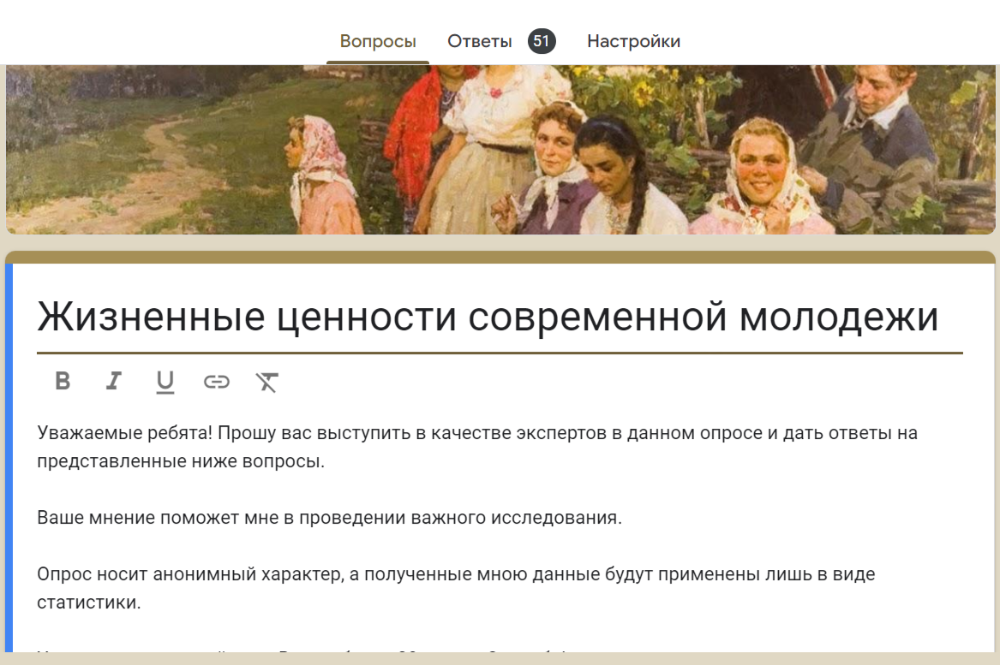 Вопросы Ответы 51 Настройки
Жизненные ценности современной молодежи
B I U
Уважаемые ребята! Прошу вас выступить в качестве экспертов в данном опросе и дать ответы на
представленные ниже вопросы.
Ваше мнение поможет мне в проведении важного исследования.
Опрос носит анонимный характер, а полученные мною данные будут применены лишь в виде
статистики.